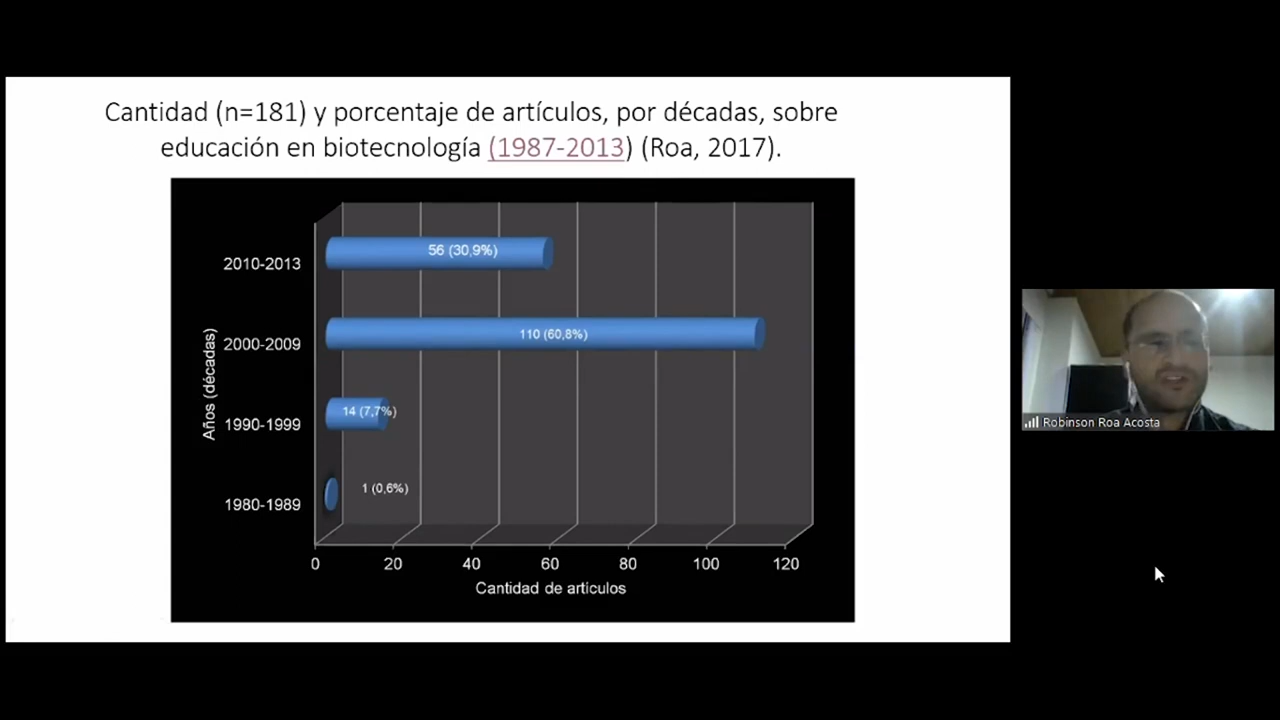 Cantidad (n=181) y porcentaje de artículos, por décadas, sobre
educación en biotecnología (1987-2013) (Roa, 2017).
Años (décadas)
2010-2013
56 (30,9%)
2000-2009
110 (60,8%)
1990-1999
14 (7,7%)
1980-1989
1 (0,6%)
0 20 40 60 80 100 120
Cantidad de articulos
Robinson Roa Acosta